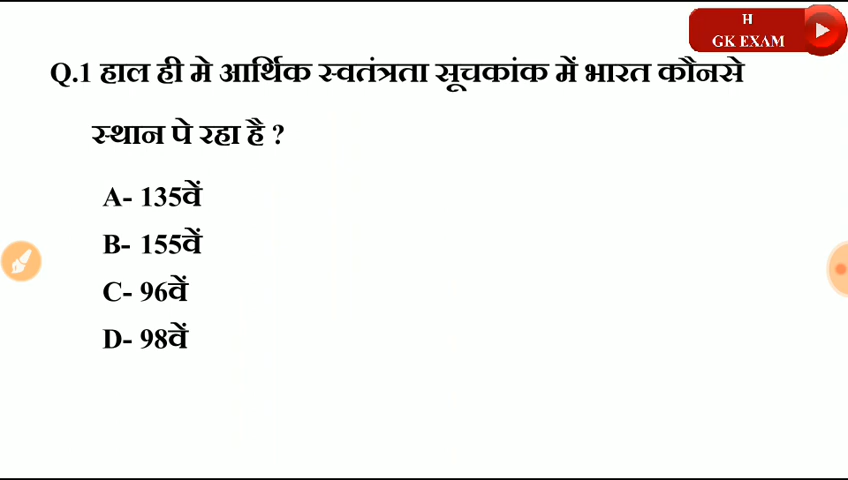 H
GK EXAM
Q.1 हाल ही मे आर्थिक स्वतंत्रता सूचकांक में भारत कौनसे
स्थान पे रहा है ?
A- 135वें
B- 155वें
C- 96वें
D- 98वें